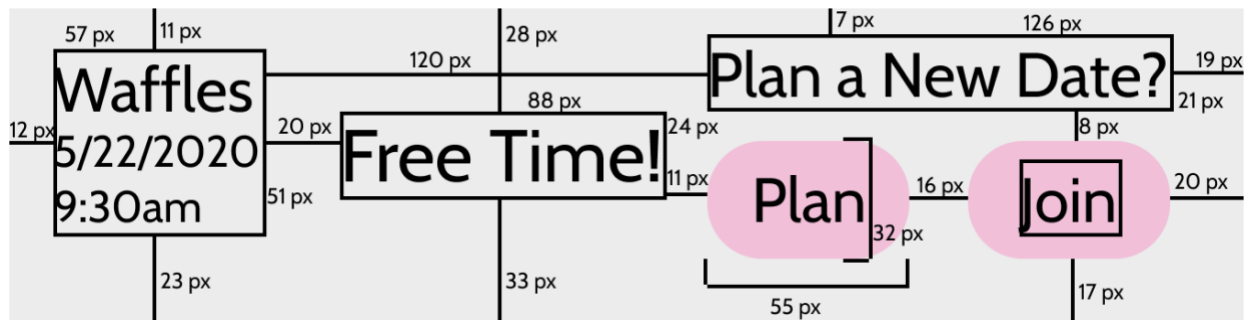 57 px
11 px
28 px
7 px
126 px
120 px
19 px
Waffles
5/22/2020
9:30am
Plan a New Date?
88 px
21 px
12 px
20 px
24 px
8 px
Free Time!
51 px
11 px
Plan
16 px
Join
20 px
32 px
23 px
33 px
55 px
17 px